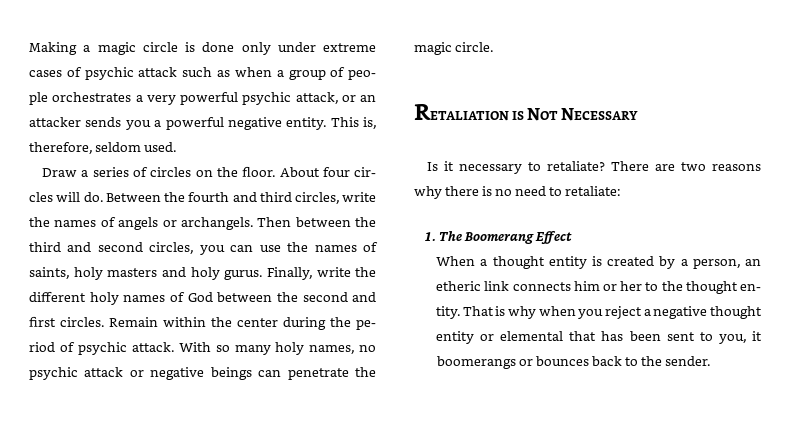 Making a magic circle is done only under extreme
cases of psychic attack such as when a group of peo-
ple orchestrates a very powerful psychic attack, or an
attacker sends you a powerful negative entity. This is,
therefore, seldom used.
Draw a series of circles on the floor. About four cir-
cles will do. Between the fourth and third circles, write
the names of angels or archangels. Then between the
third and second circles, you can use the names of
saints, holy masters and holy gurus. Finally, write the
different holy names of God between the second and
first circles. Remain within the center during the pe-
riod of psychic attack. With so many holy names, no
psychic attack or negative beings can penetrate the
magic circle.
Retaliation is Not Necessary
Is it necessary to retaliate? There are two reasons
why there is no need to retaliate:
1. The Boomerang Effect
When a thought entity is created by a person, an
etheric link connects him or her to the thought en-
tity. That is why when you reject a negative thought
entity or elemental that has been sent to you, it
boomerangs or bounces back to the sender.